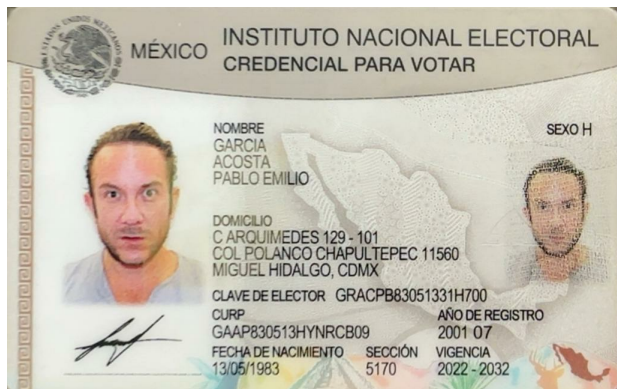 MÉXICO INSTITUTO NACIONAL ELECTORAL
CREDENCIAL PARA VOTAR
NOMBRE SEXO H
GARCIA
ACOSTA
PABLO EMILIO
DOMICILIO
C ARQUIMEDES 129 - 101
COL POLANCO CHAPULTEPEC 11560
MIGUEL HIDALGO, CDMX
CLAVE DE ELECTOR GRACPB83051331H700
CURP AÑO DE REGISTRO
GAAP830513HYNRCB09 2001 07
FECHA DE NACIMIENTO SECCIÓN VIGENCIA
13/05/1983 5170 2022 - 2032